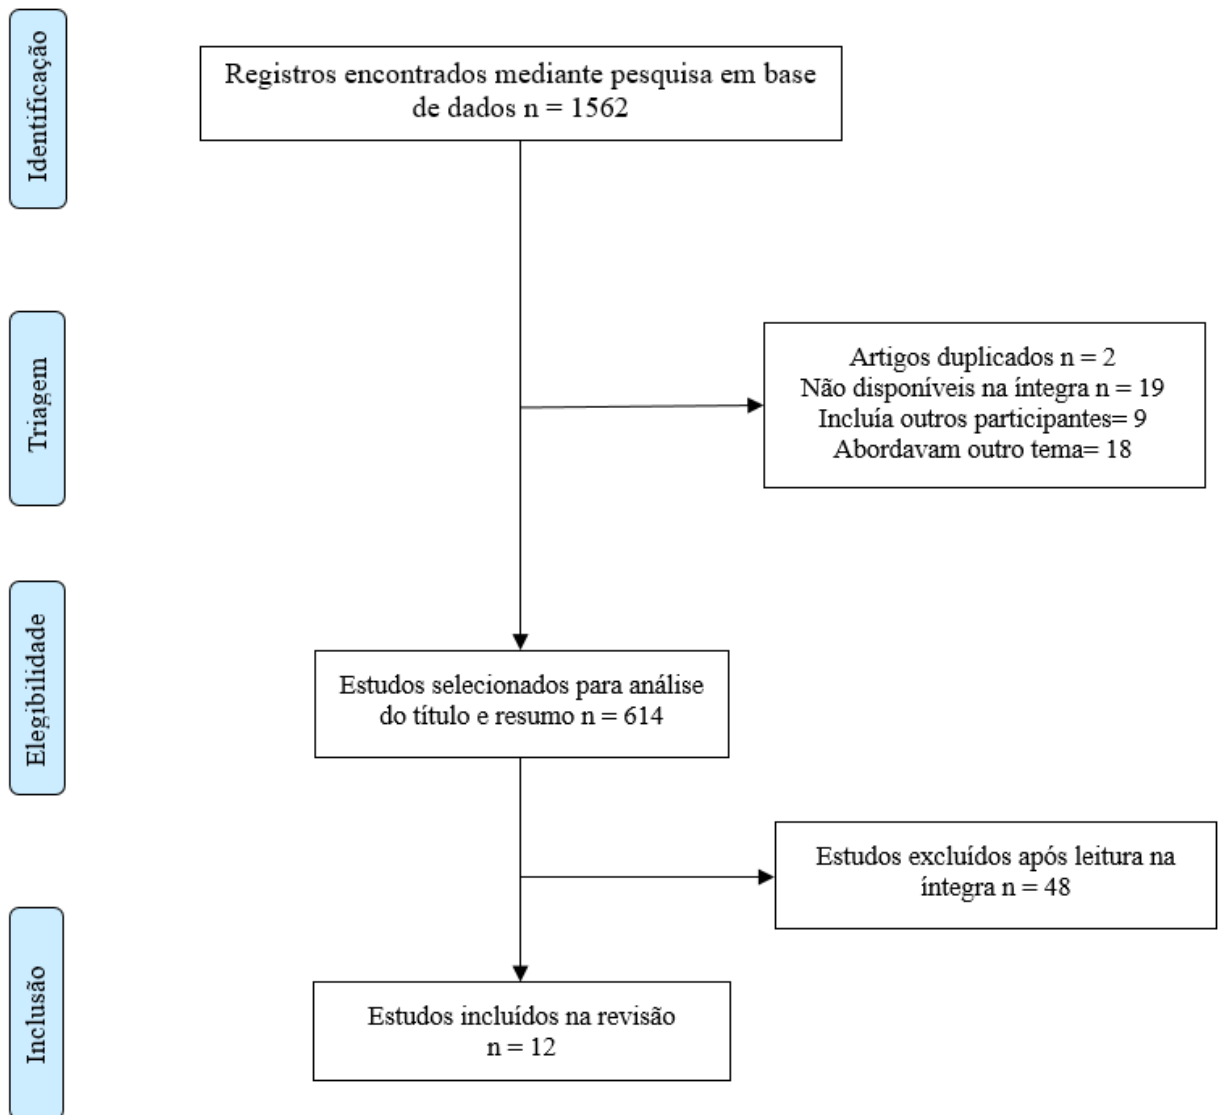 Identificação
Registros encontrados mediante pesquisa em base
de dados n = 1562
Triagem
Artigos duplicados n = 2
Não disponíveis na íntegra n = 19
Incluía outros participantes= 9
Abordavam outro tema= 18
Elegibilidade
Estudos selecionados para análise
do título e resumo n = 614
Estudos excluídos após leitura na
íntegra n = 48
Inclusão
Estudos incluídos na revisão
n = 12